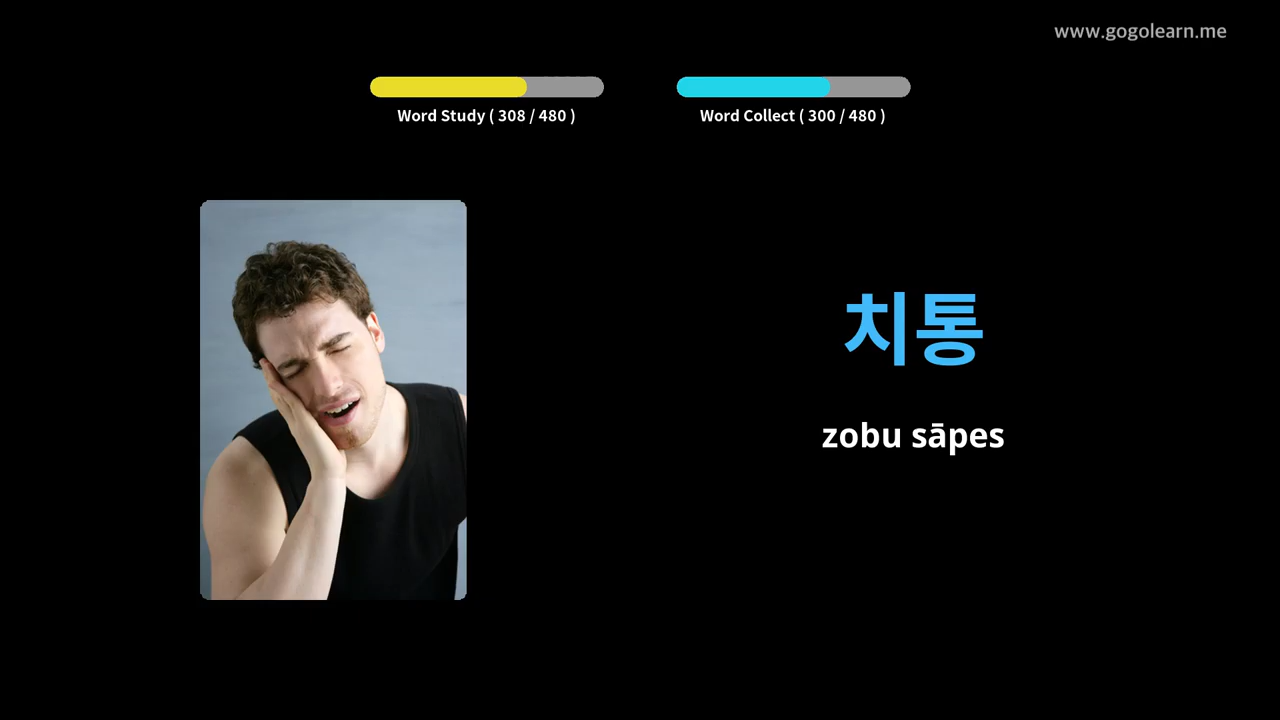 www.gogolearn.me
Word Study ( 308 / 480 )
Word Collect ( 300 / 480 )
치통
zobu sāpes